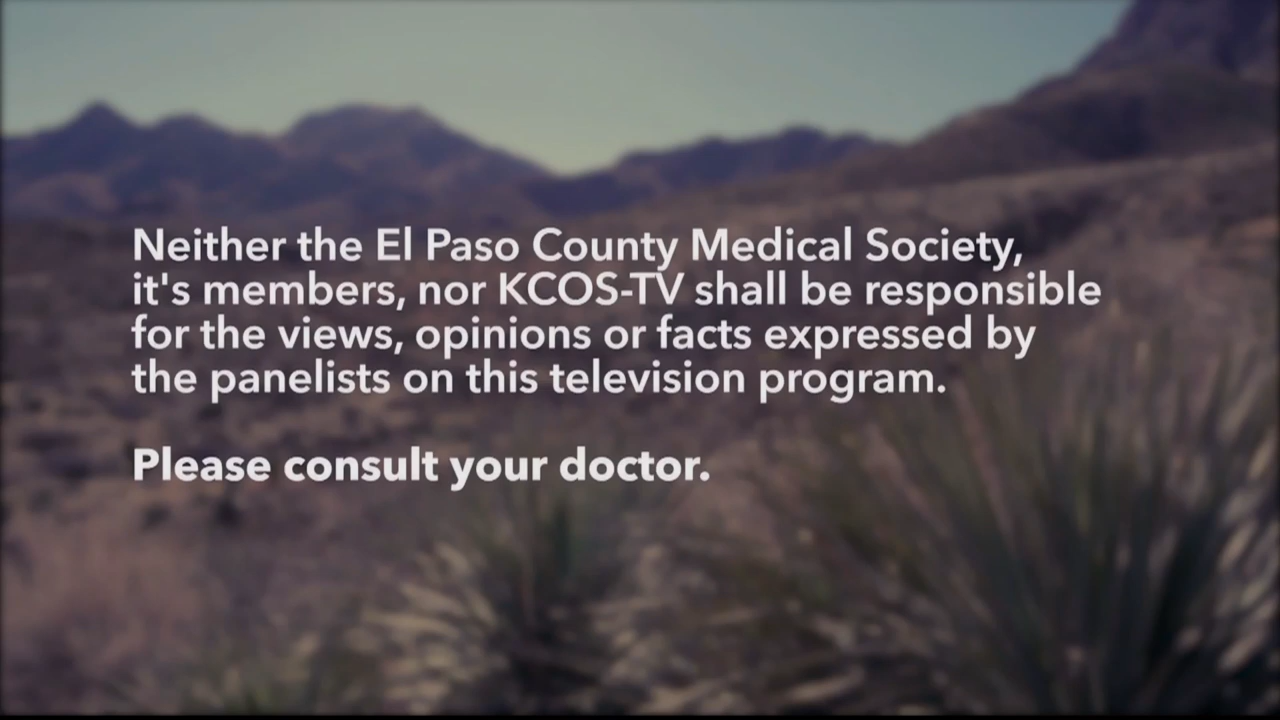 Neither the El Paso County Medical Society,
it's members, nor KCOS-TV shall be responsible
for the views, opinions or facts expressed by
the panelists on this television program.
Please consult your doctor.